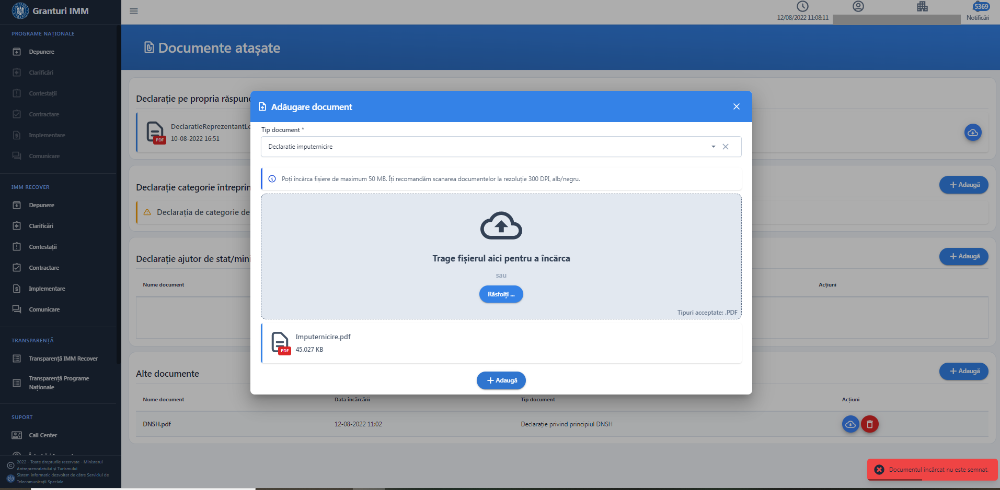 Granturi IMM
12/08/2022 11:08:11
5369
Notificări
PROGRAME NAȚIONALE
Depunere
Clarificări
Contestații
Contractare
Implementare
Comunicare
IMM RECOVER
Depunere
Clarificări
Contestații
Contractare
Implementare
Comunicare
TRANSPARENȚĂ
Transparență IMM Recover
Transparență Programe
Naționale
SUPORT
Call Center
2022 - Toate drepturile rezervate - Ministerul
Antreprenoriatului și Turismului
Sistem informatic dezvoltat de către Serviciul de
Telecomunicații Speciale
Documente atașate
Declarație pe propria răspund
DeclaratieReprezentantLe
10-08-2022 16:51
Declarație categorie întreprin
Adaugă
Declarația de categorie de
Declarație ajutor de stat/mini
Adaugă
Nume document
Acțiuni
Adăugare document
Tip document *
Declaratie imputernicire
Poți încărca fișiere de maximum 50 MB. Îți recomandăm scanarea documentelor la rezoluție 300 DPI, alb/negru.
Trage fișierul aici pentru a încărca
sau
Răsfoiți ...
Tipuri acceptate: .PDF
Imputernicire.pdf
PDF
45.027 KB
Adaugă
Alte documente
Adaugă
Nume document Data încărcării Tip document Acțiuni
DNSH.pdf 12-08-2022 11:02 Declarație privind principiul DNSH
Documentul încărcat nu este semnat.